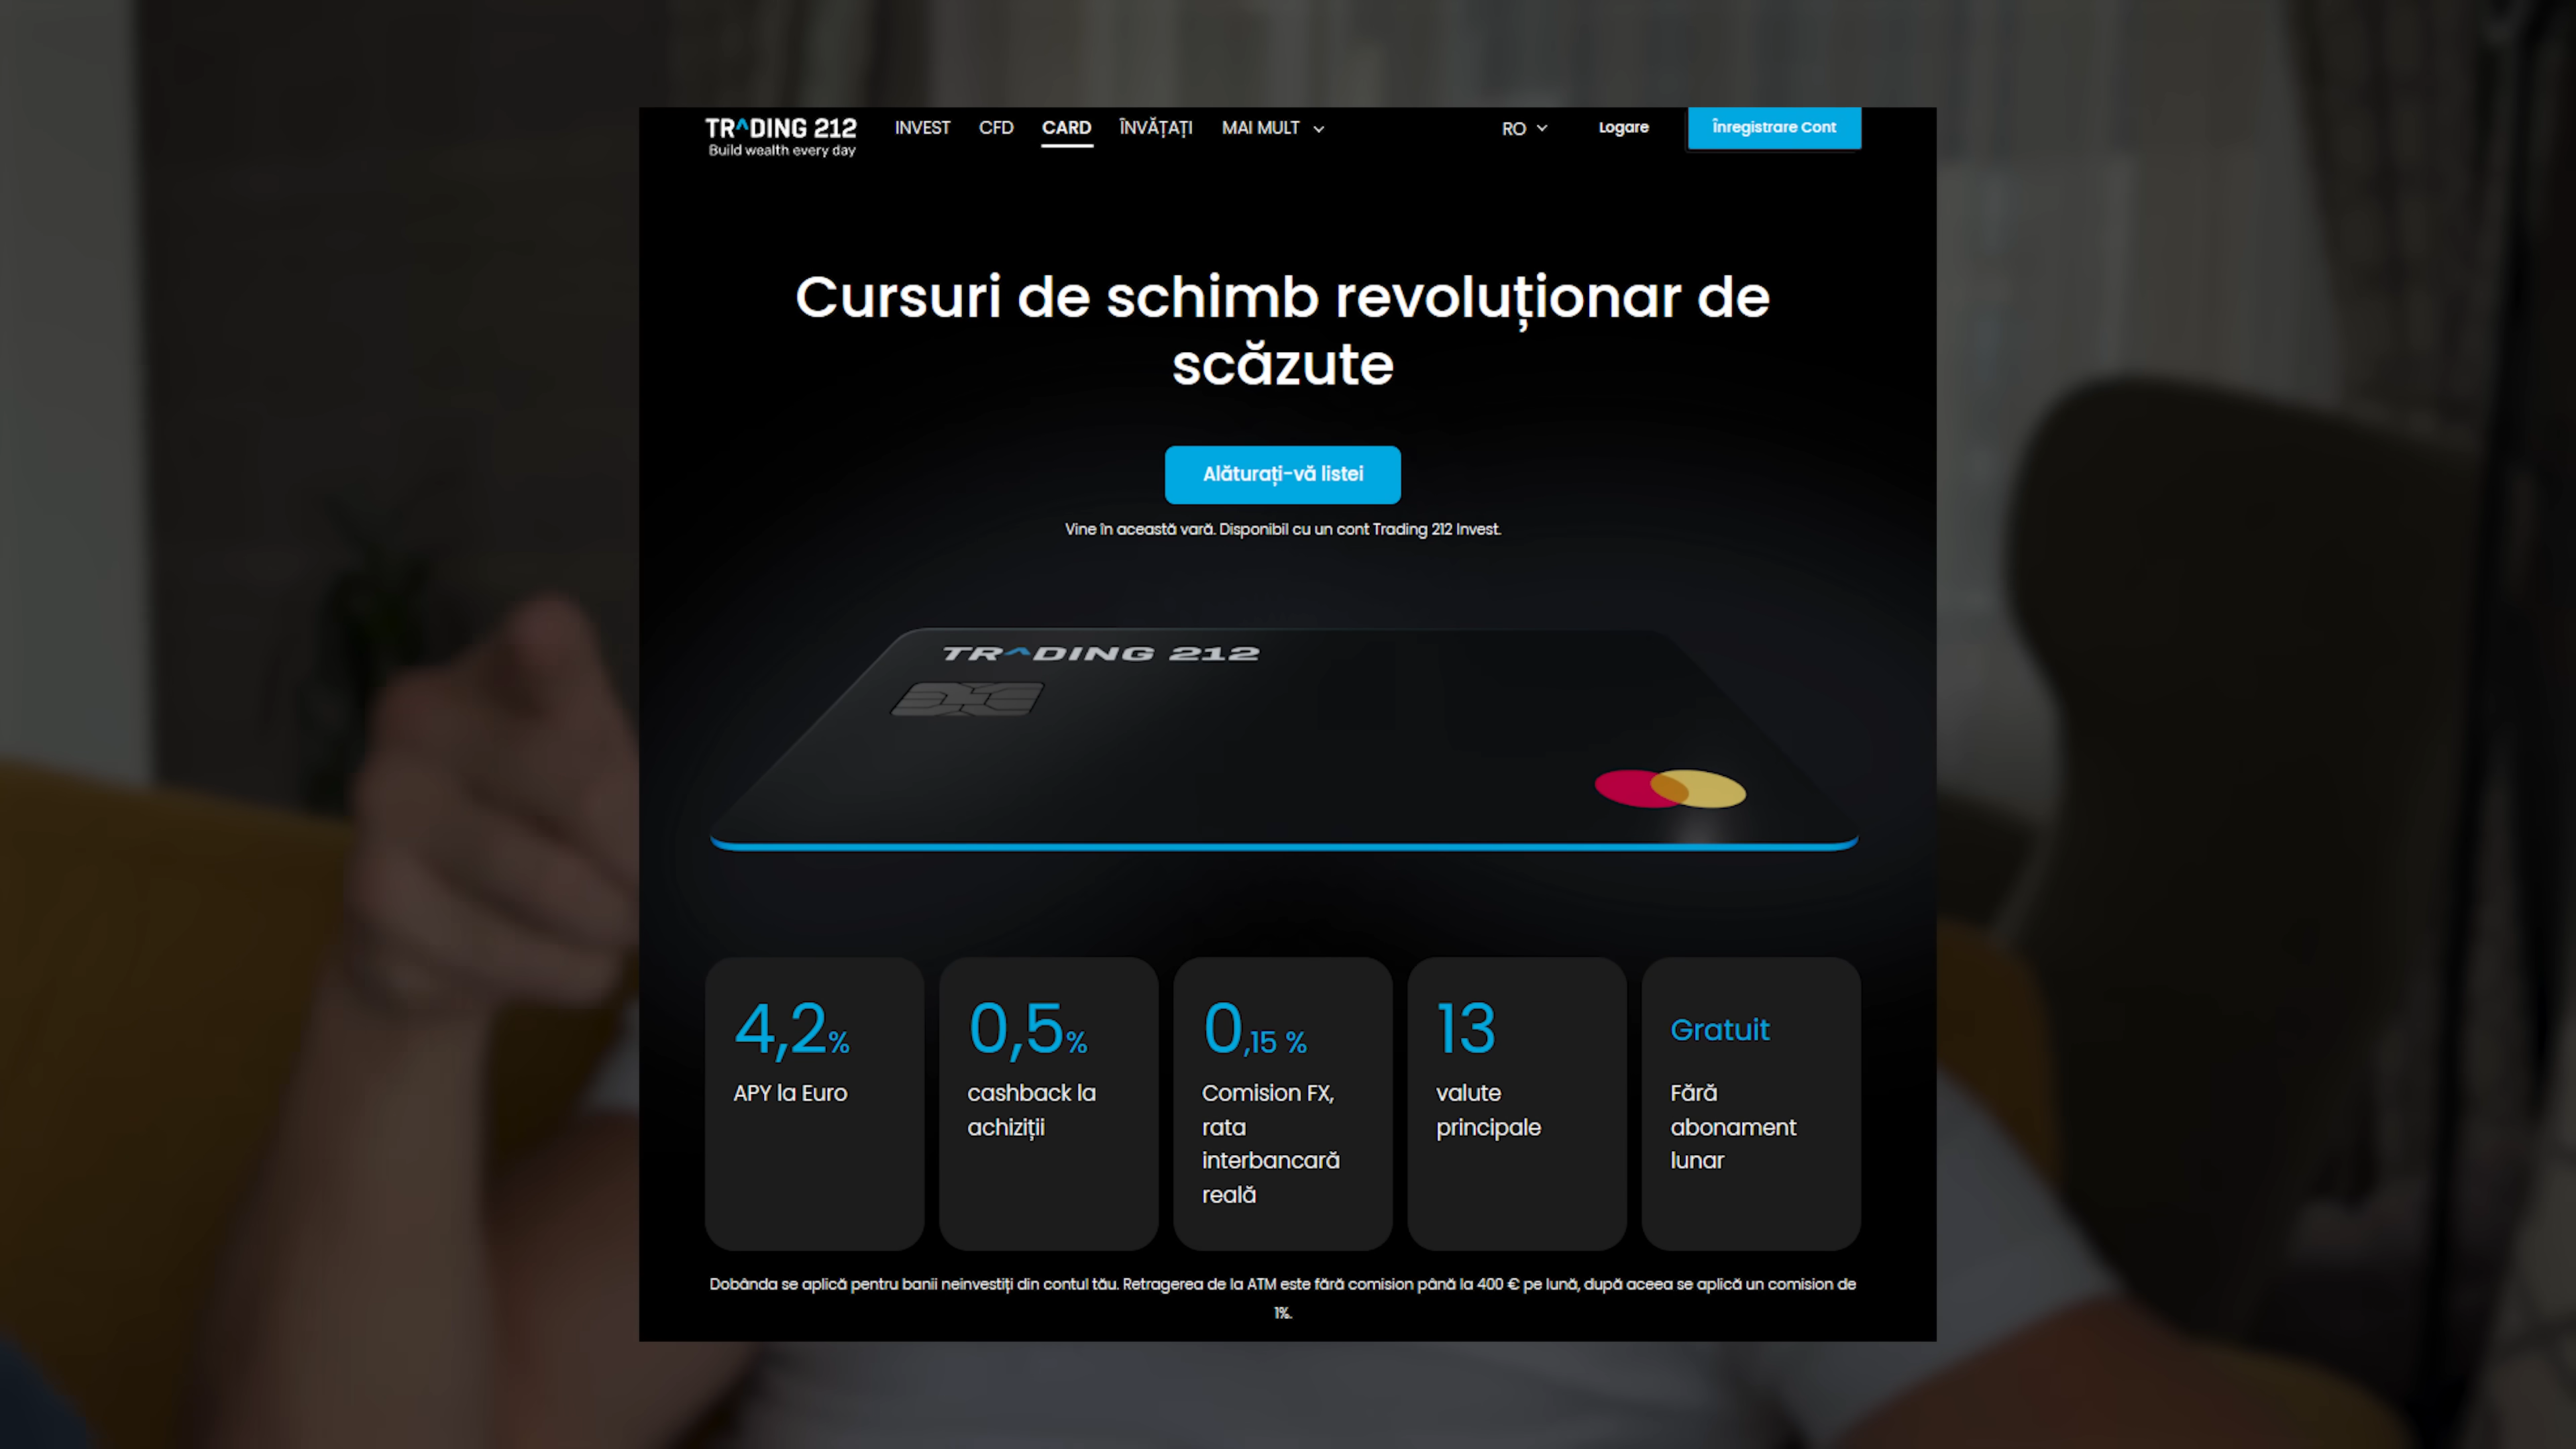 TRADING 212
Build wealth every day
INVEST CFD CARD ÎNVĂȚAȚI MAI MULT RO Logare Înregistrare Cont
Cursuri de schimb revoluționar de
scăzute
Alăturați-vă listei
Vine în această vară. Disponibil cu un cont Trading 212 Invest.
TRADING 212
4,2%
APY la Euro
0,5%
cashback la
achiziții
0,15 %
Comision FX,
rata
interbancară
reală
13
valute
principale
Gratuit
Fără
abonament
lunar
Dobânda se aplică pentru banii neinvestiți din contul tău. Retragerea de la ATM este fără comision până la 400 € pe lună, după aceea se aplică un comision de
1%.